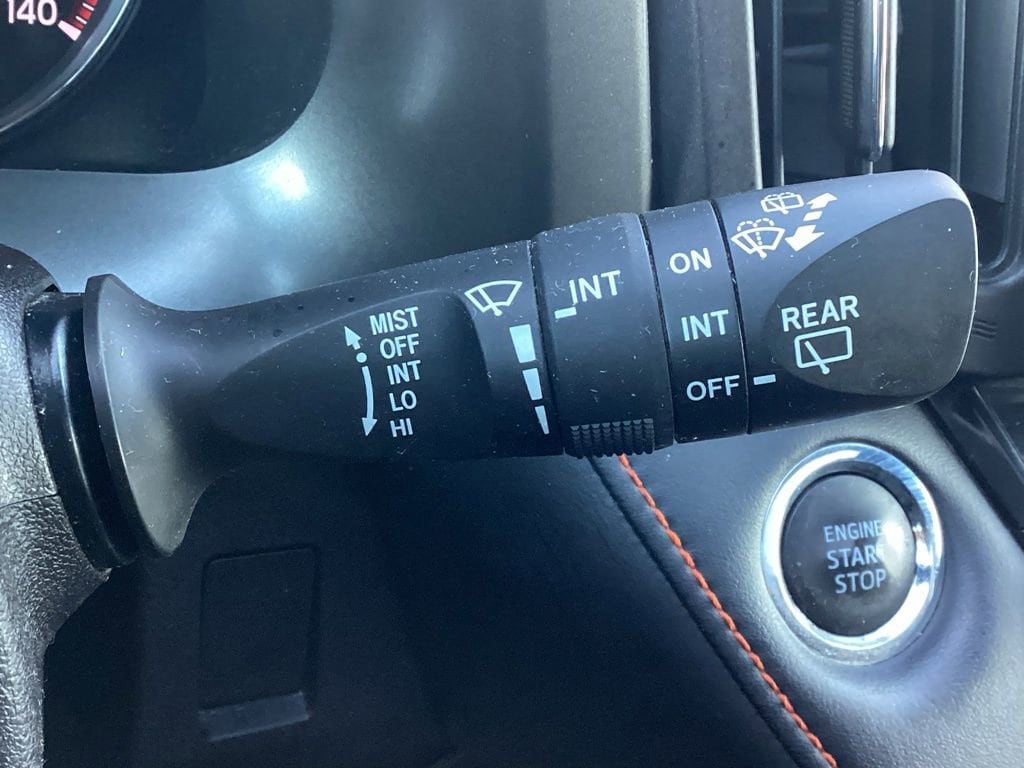 140
MIST
OFF
INT
LO
HI
INT
ON
INT
OFF
REAR
ENGINE
START
STOP